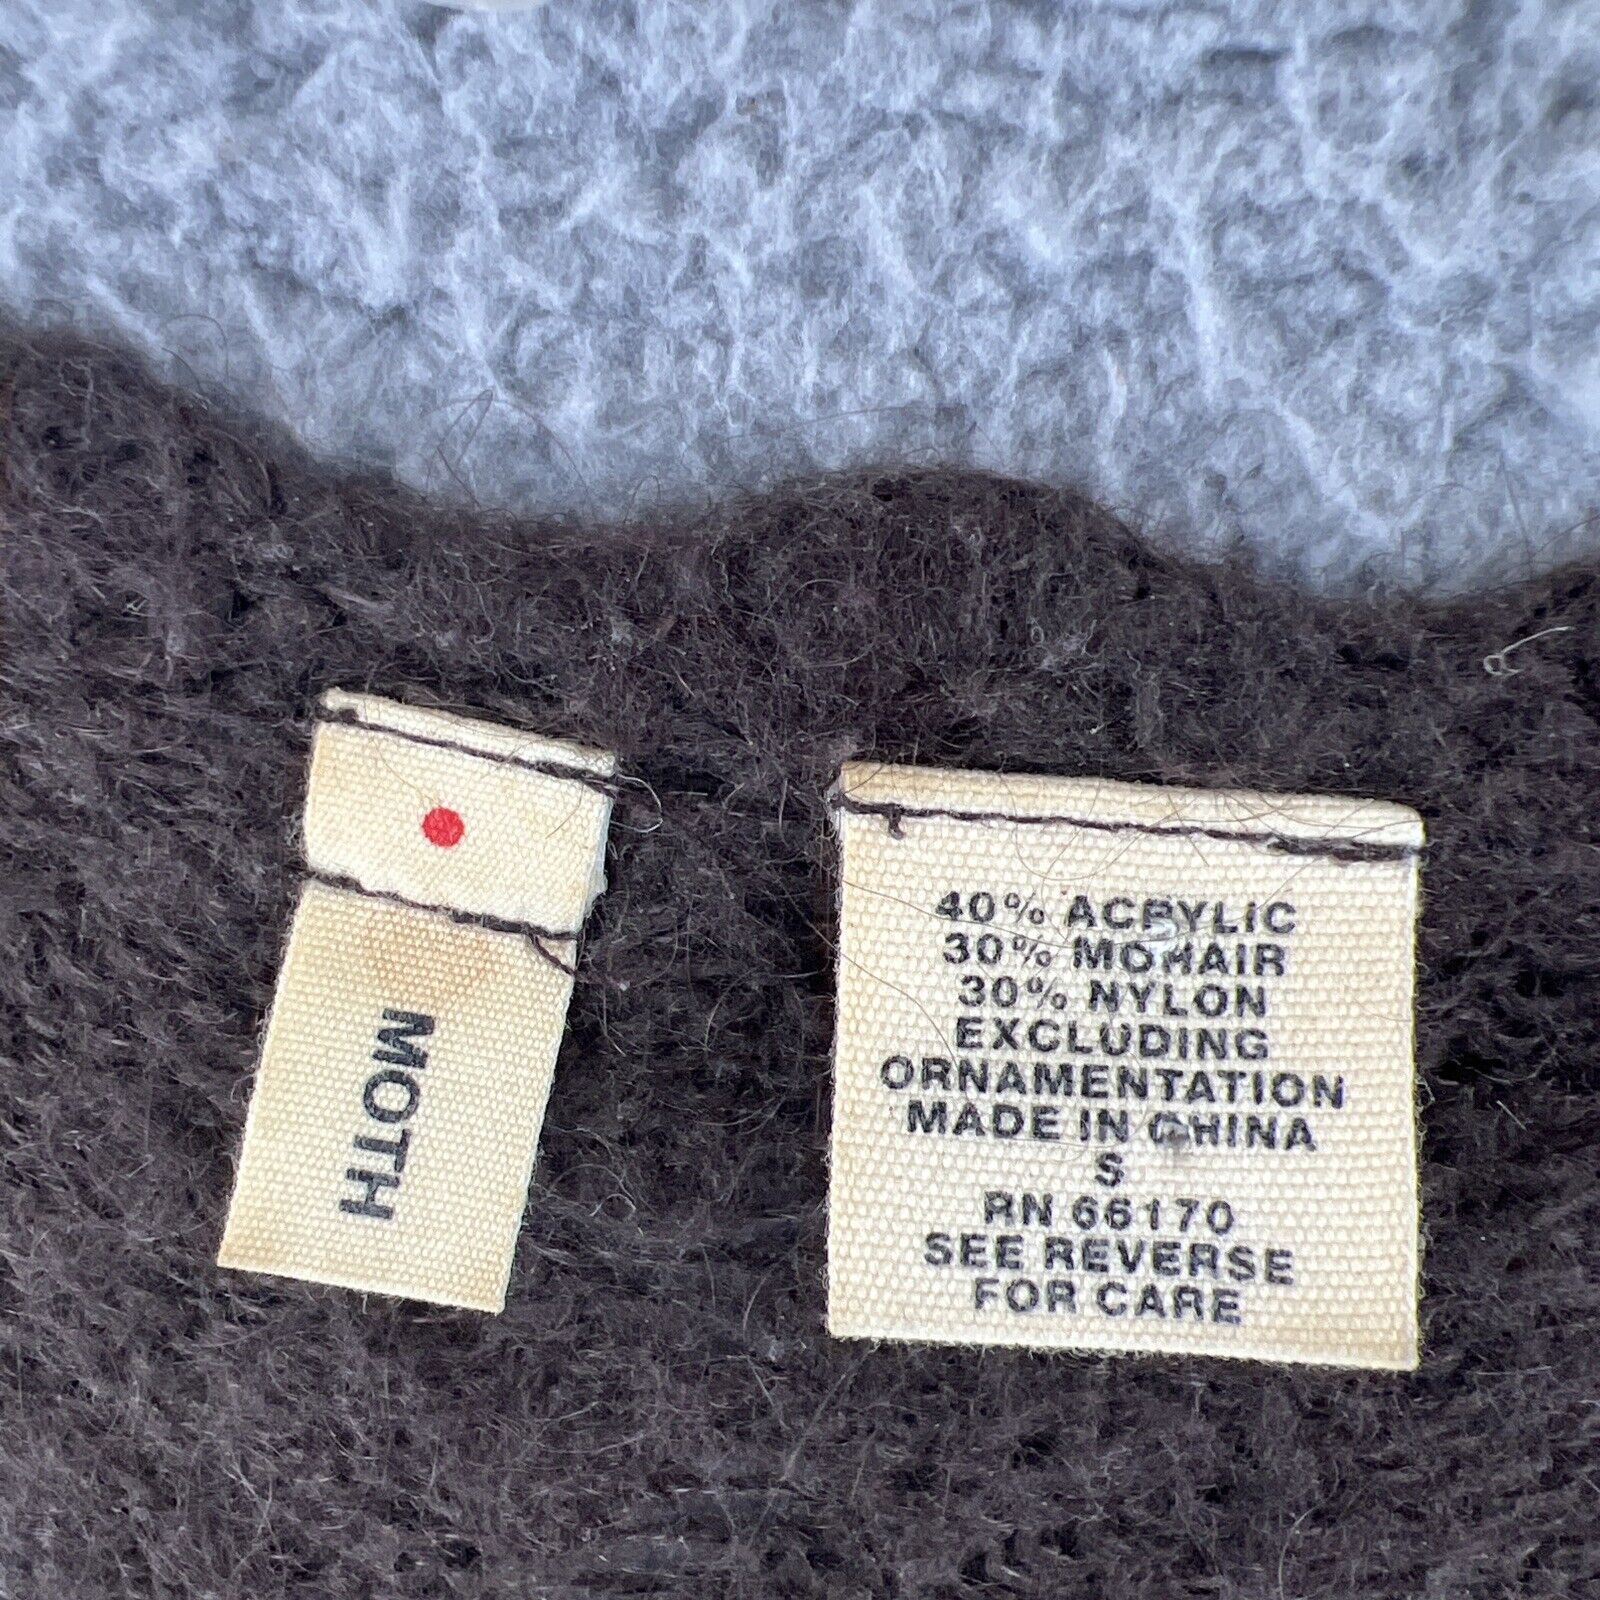 MOTH
40% ACRYLIC
30% MOHAIR
30% NYLON
EXCLUDING
ORNAMENTATION
MADE IN CHINA
S
RN 66170
SEE REVERSE
FOR CARE